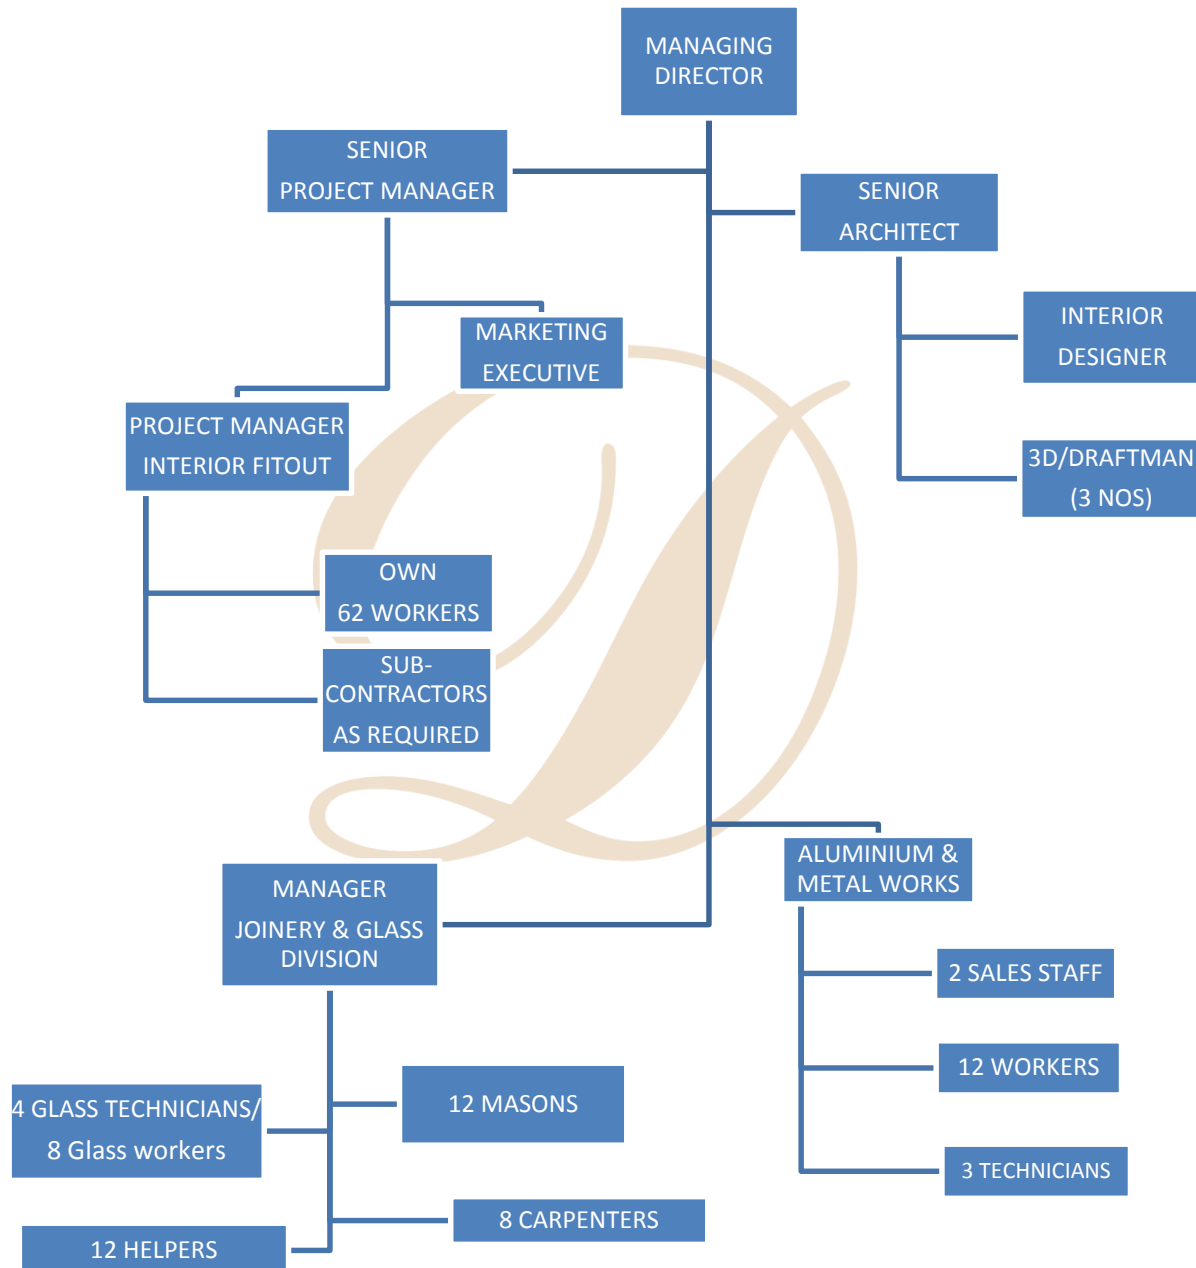 MANAGING
DIRECTOR
SENIOR
PROJECT MANAGER
SENIOR
ARCHITECT
MARKETING
EXECUTIVE
INTERIOR
DESIGNER
PROJECT MANAGER
INTERIOR FITOUT
3D/DRAFTMAN
(3 NOS)
OWN
62 WORKERS
SUB-
CONTRACTORS
AS REQUIRED
MANAGER
JOINERY & GLASS
DIVISION
ALUMINIUM &
METAL WORKS
2 SALES STAFF
12 WORKERS
3 TECHNICIANS
4 GLASS TECHNICIANS/
8 Glass workers
12 MASONS
8 CARPENTERS
12 HELPERS